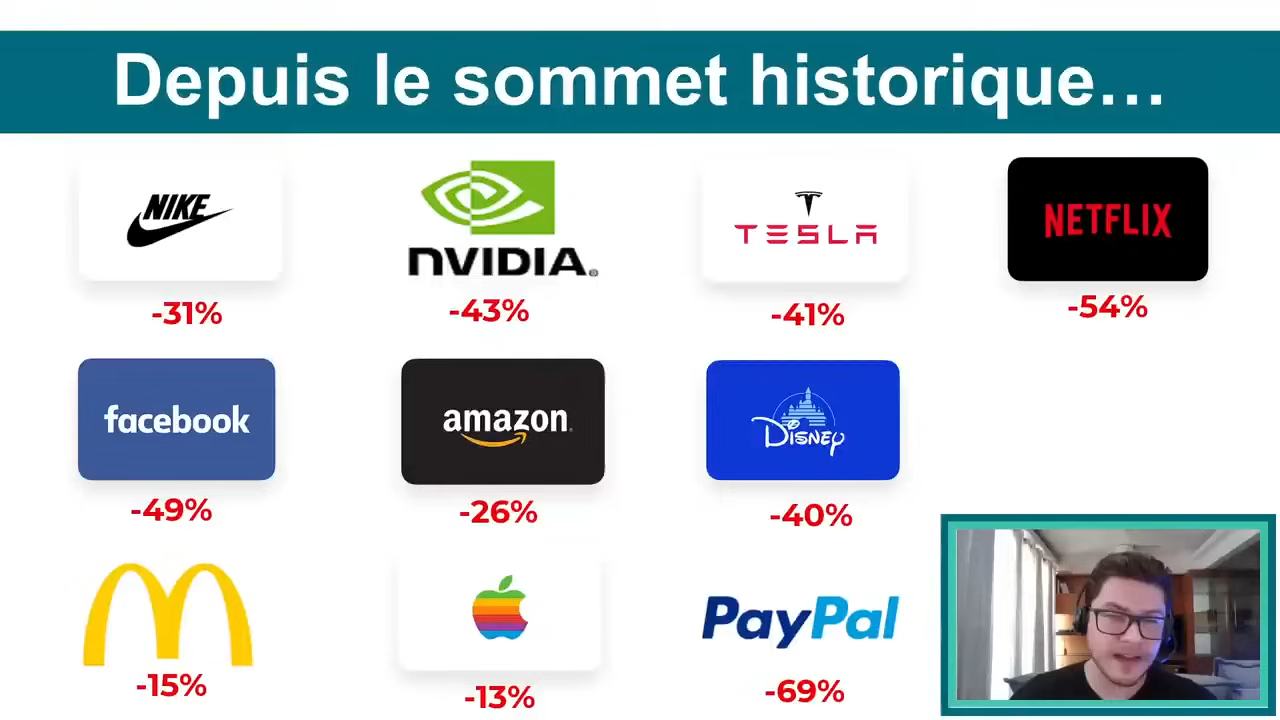 Depuis le sommet historique...
NIKE
NVIDIA.
TESLA
NETFLIX
-31%
-43%
-41%
-54%
facebook
amazon
DISNEY
-49%
-26%
-40%
PayPal
-15%
-13%
-69%